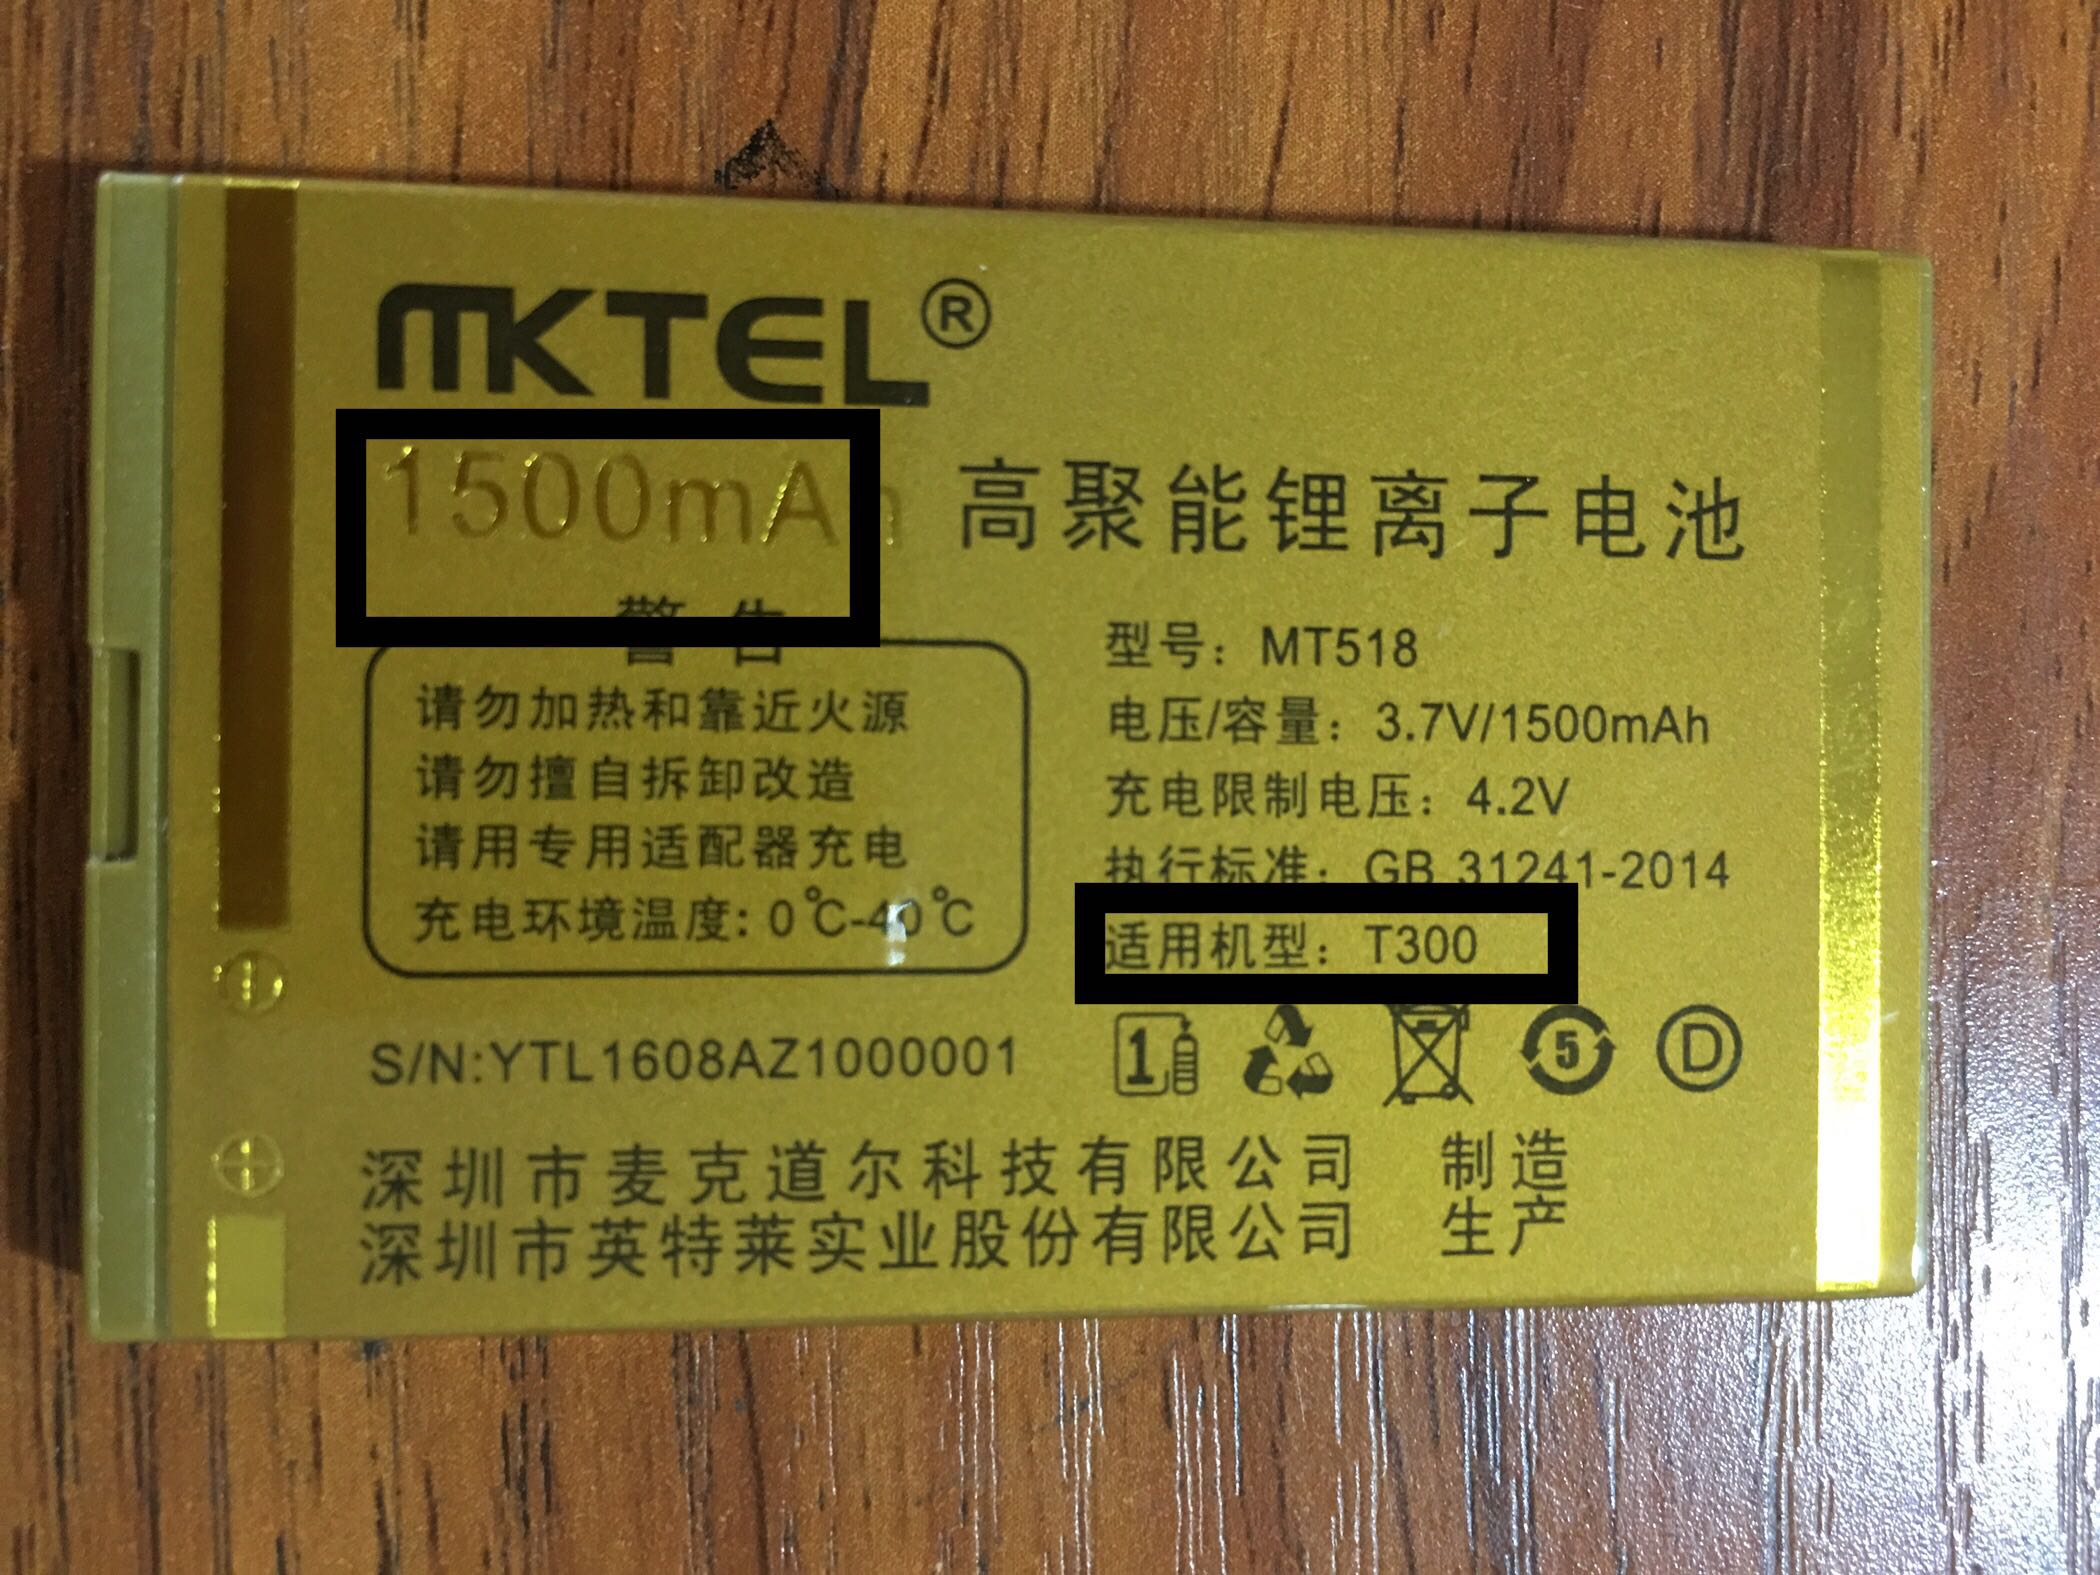 MKTEL®
1500mAh 高聚能锂离子电池
警告
请勿加热和靠近火源
请勿擅自拆卸改造
请用专用适配器充电
充电环境温度:0℃-40℃
型号：MT518
电压/容量：3.7V/1500mAh
充电限制电压：4.2V
执行标准：GB 31241-2014
适用机型：T300
S/N:YTL1608AZ1000001
1
5
D
深圳市麦克道尔科技有限公司 制造
深圳市英特莱实业股份有限公司 生产